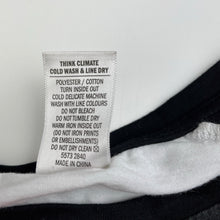 THINK CLIMATE
COLD WASH & LINE DRY
POLYESTER / COTTON
TURN INSIDE OUT
COLD DELICATE MACHINE
WASH WITH LIKE COLOURS
DO NOT BLEACH
DO NOT TUMBLE DRY
WARM IRON INSIDE OUT
(DO NOT IRON PRINTS
OR EMBELLISHMENTS)
DO NOT DRY CLEAN
5573 2840
MADE IN CHINA